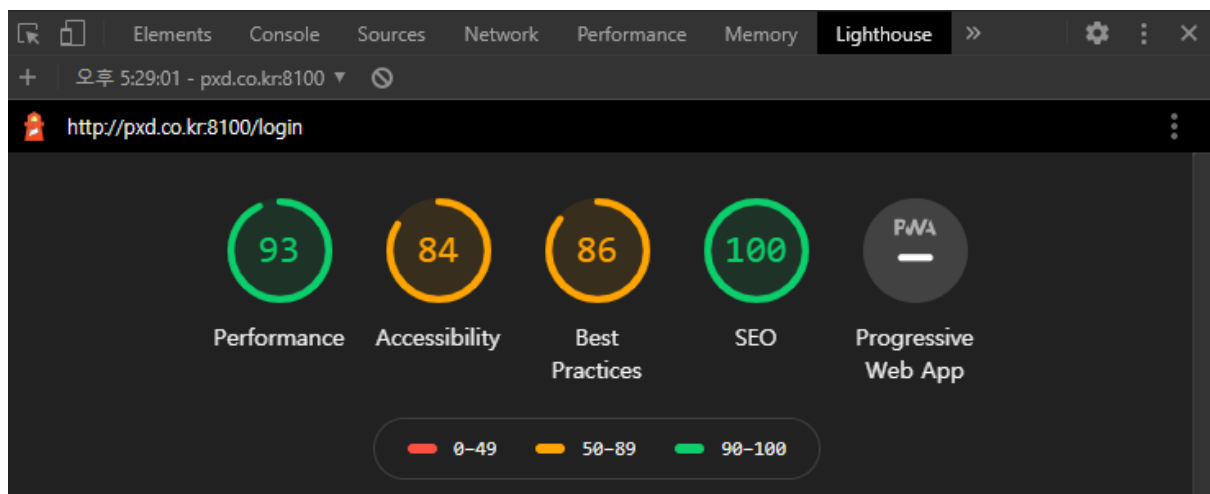 Elements Console Sources Network Performance Memory Lighthouse »
+ 오후 5:29:01 - pxd.co.kr:8100 ▼
http://pxd.co.kr:8100/login
93 84 86 100 PWA
Performance Accessibility Best Practices SEO Progressive Web App
0–49 50–89 90–100